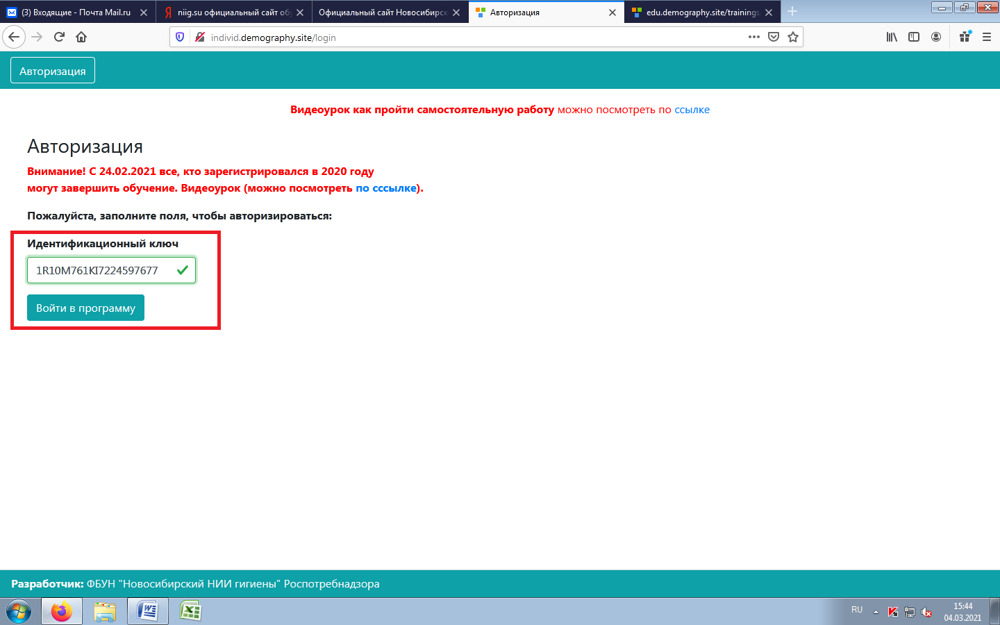 (3) Входящие - Почта Mail.ru
niig.su официальный сайт обу
Официальный сайт Новосибирск
Авторизация
edu.demography.site/trainings
individ.demography.site/login
Авторизация
Видеоурок как пройти самостоятельную работу можно посмотреть по ссылке
Авторизация
Внимание! С 24.02.2021 все, кто зарегистрировался в 2020 году
могут завершить обучение. Видеоурок (можно посмотреть по сссылке).
Пожалуйста, заполните поля, чтобы авторизироваться:
Идентификационный ключ
1R10M761KI7224597677
Войти в программу
Разработчик: ФБУН "Новосибирский НИИ гигиены" Роспотребнадзора
RU
15:44
04.03.2021